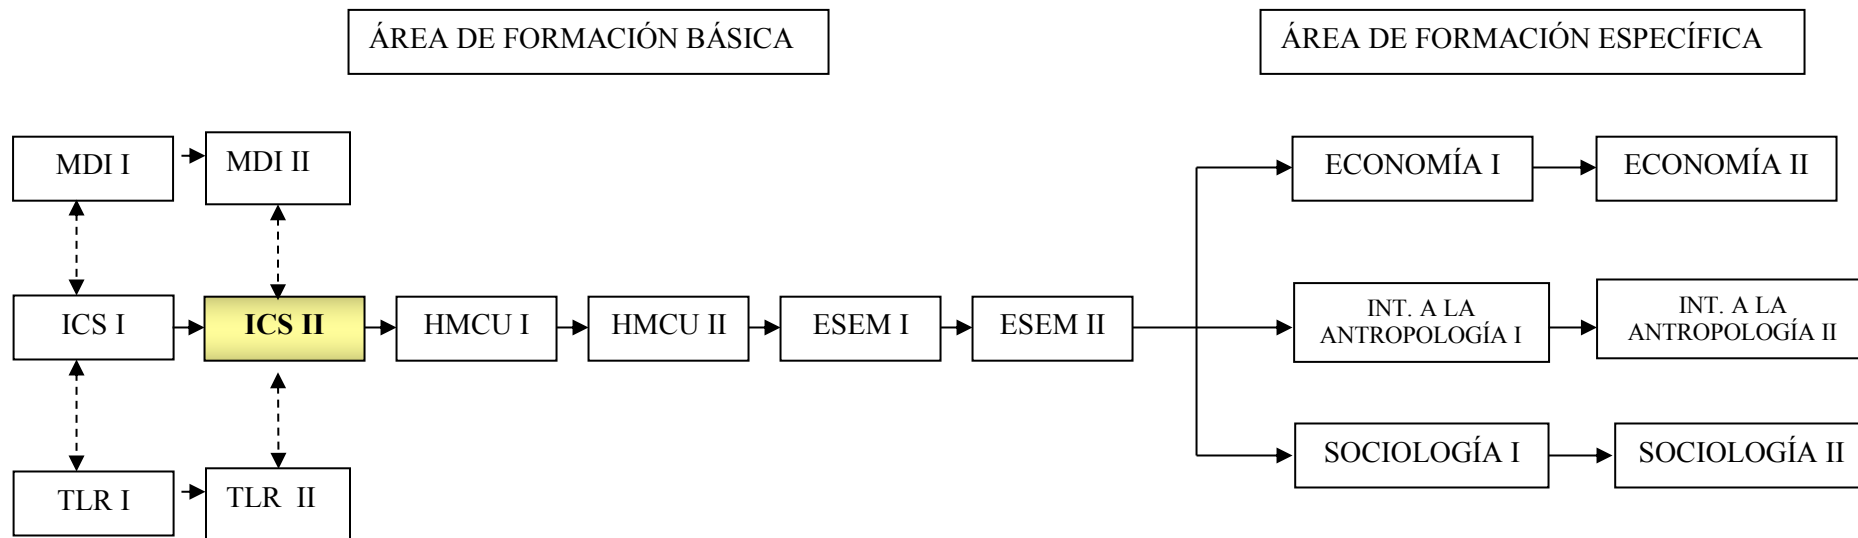 ÁREA DE FORMACIÓN BÁSICA
ÁREA DE FORMACIÓN ESPECÍFICA
MDI I
MDI II
ECONOMÍA I
ECONOMÍA II
ICS I
ICS II
HMCU I
HMCU II
ESEM I
ESEM II
INT. A LA
ANTROPOLOGÍA I
INT. A LA
ANTROPOLOGÍA II
SOCIOLOGÍA I
SOCIOLOGÍA II
TLR I
TLR II